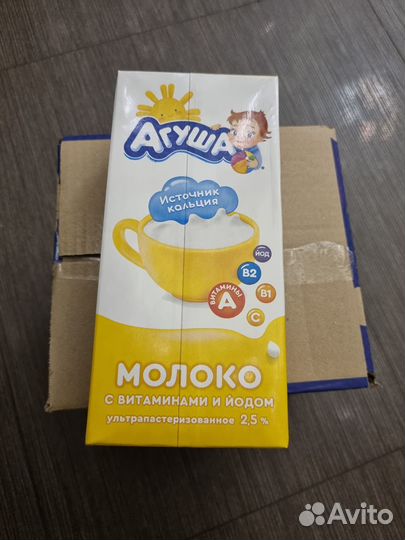 Агуша
Источник
кальция
йод
B2
B1
Витамины
A
C
МОЛОКО
С ВИТАМИНАМИ И ЙОДОМ
ультрапастеризованное 2,5 %
Avito